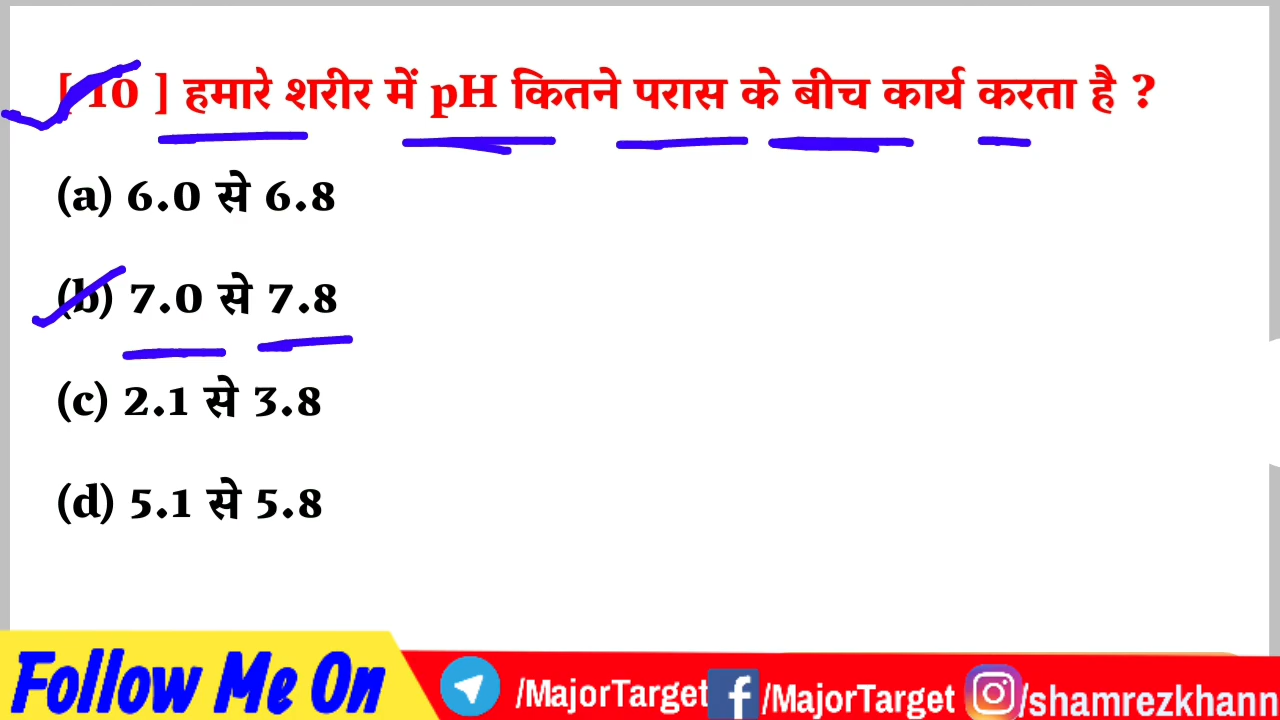 [ 10 ] हमारे शरीर में pH कितने परास के बीच कार्य करता है ?
(a) 6.0 से 6.8
(b) 7.0 से 7.8
(c) 2.1 से 3.8
(d) 5.1 से 5.8
Follow Me On /MajorTarget /MajorTarget /shamrezkhann